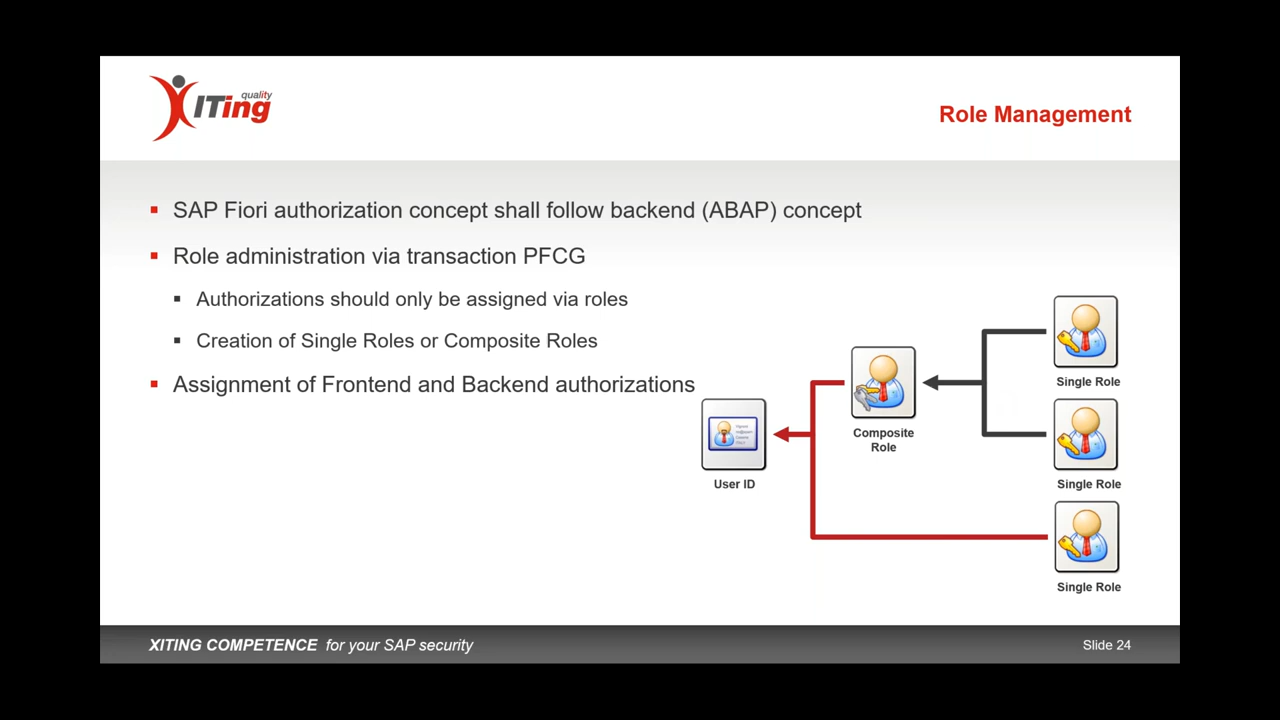 quality
XITing
Role Management
SAP Fiori authorization concept shall follow backend (ABAP) concept
Role administration via transaction PFCG
Authorizations should only be assigned via roles
Creation of Single Roles or Composite Roles
Assignment of Frontend and Backend authorizations
Single Role
Composite
Role
User ID
Single Role
Single Role
XITING COMPETENCE for your SAP security
Slide 24